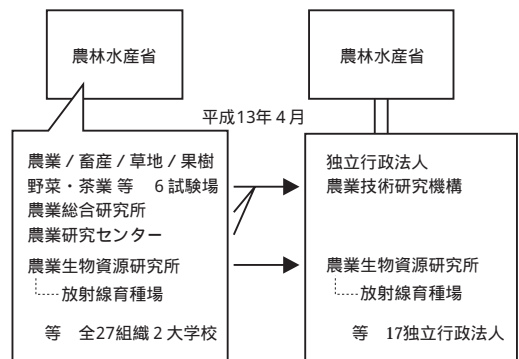 農林水産省
農林水産省
平成13年４月
農業 / 畜産 / 草地 / 果樹
野菜・茶業 等　６試験場
農業総合研究所
農業研究センター
農業生物資源研究所
放射線育種場
等　全27組織２大学校
独立行政法人
農業技術研究機構
農業生物資源研究所
放射線育種場
等　17独立行政法人